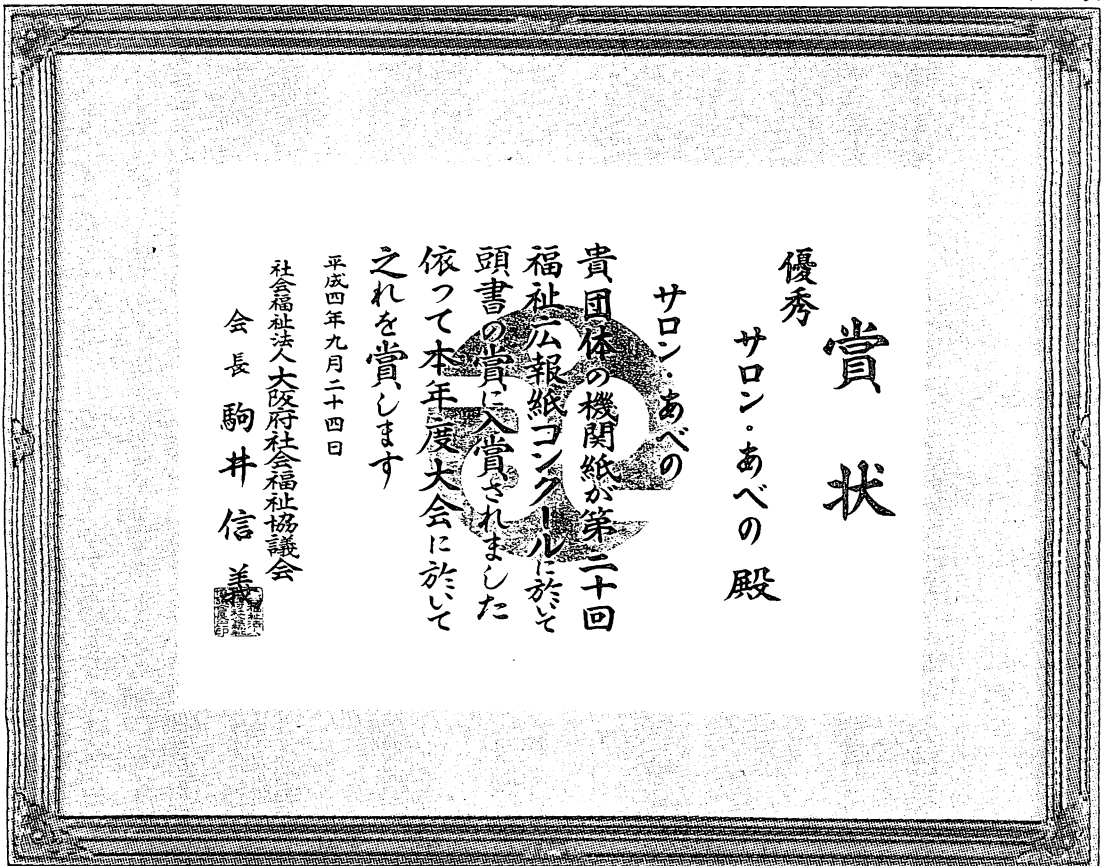 賞状
優秀
サロン・あべの 殿
サロン・あべの
貴団体の機関紙が第二十回
福祉広報紙コンクールに於いて
頭書の賞に入賞されました
依つて本年度大会に於いて
之れを賞します
平成四年九月二十四日
社会福祉法人大阪府社会福祉協議会
会長 駒井信義